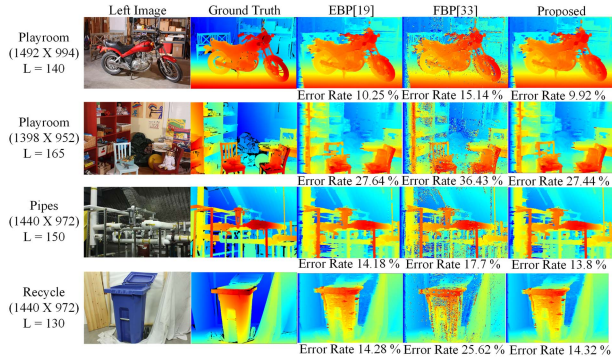 Left Image Ground Truth EBP[19] FBP[33] Proposed
Playroom
(1492 X 994)
L = 140
Error Rate 10.25 % Error Rate 15.14 % Error Rate 9.92 %
Playroom
(1398 X 952)
L = 165
Error Rate 27.64 % Error Rate 36.43 % Error Rate 27.44 %
Pipes
(1440 X 972)
L = 150
Error Rate 14.18 % Error Rate 17.7 % Error Rate 13.8 %
Recycle
(1440 X 972)
L = 130
Error Rate 14.28 % Error Rate 25.62 % Error Rate 14.32 %